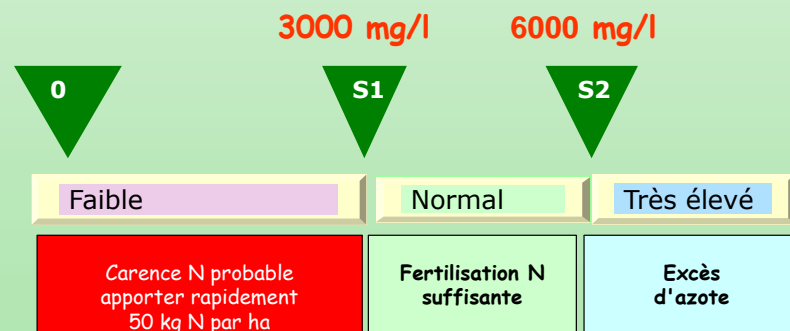 3000 mg/l 6000 mg/l
0 S1 S2
Faible Normal Très élevé
Carence N probable
apporter rapidement
50 kg N par ha
Fertilisation N
suffisante
Excès
d'azote